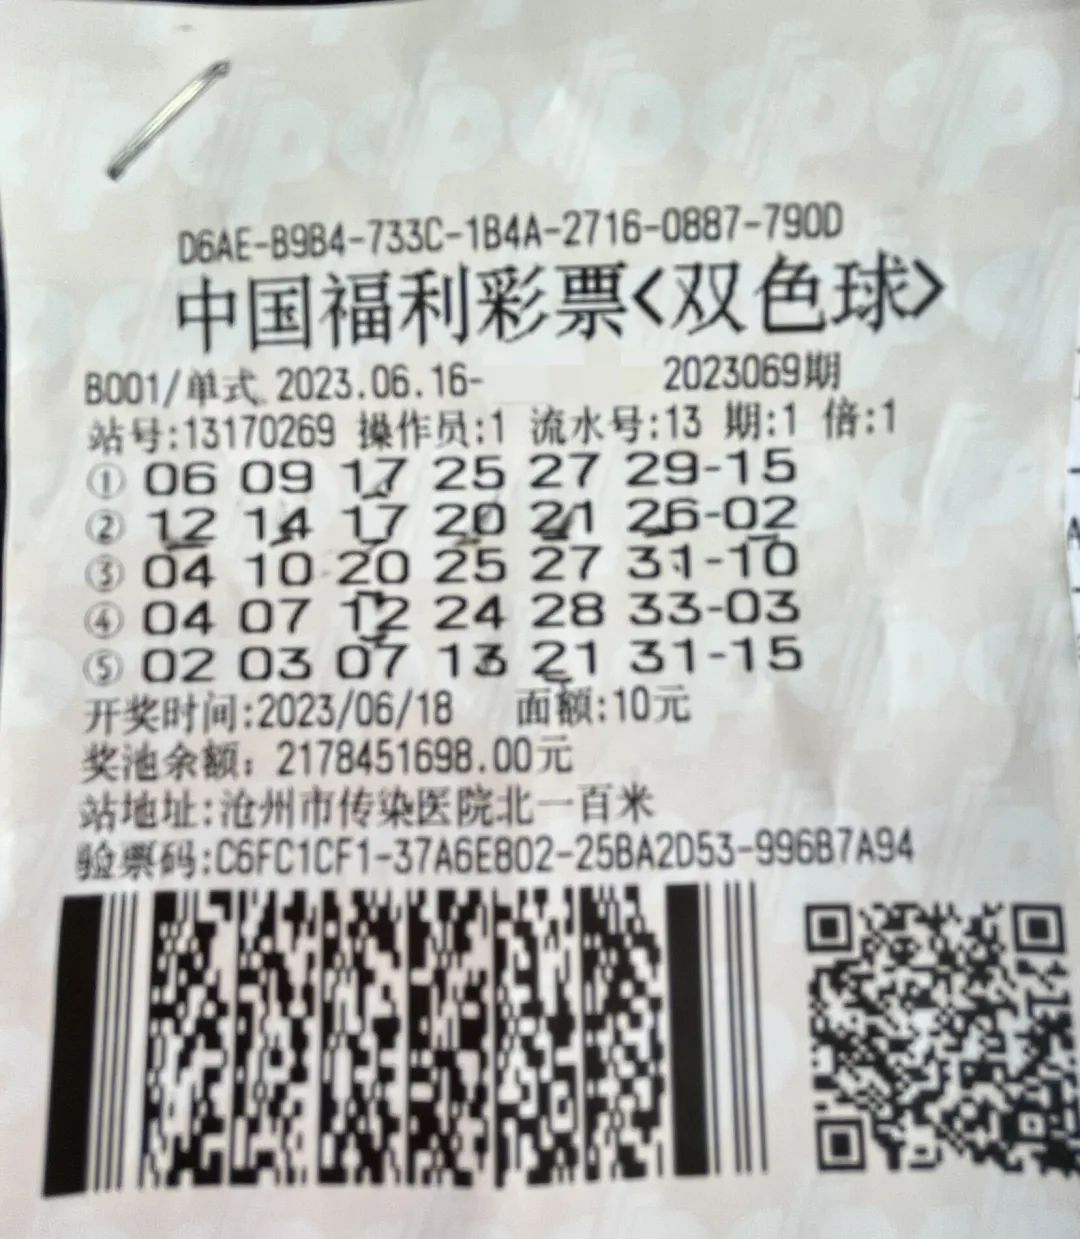 D6AE-B9B4-733C-1B4A-2716-0887-790D
中国福利彩票<双色球>
B001/单式 2023.06.16- 2023069期
站号:13170269 操作员:1 流水号:13 期:1 倍:1
① 06 09 17 25 27 29-15
② 12 14 17 20 21 26-02
③ 04 10 20 25 27 31-10
④ 04 07 12 24 28 33-03
⑤ 02 03 07 13 21 31-15
开奖时间:2023/06/18 面额:10元
奖池余额: 2178451698.00元
站地址:沧州市传染医院北一百米
验票码:C6FC1CF1-37A6E802-25BA2D53-996B7A94